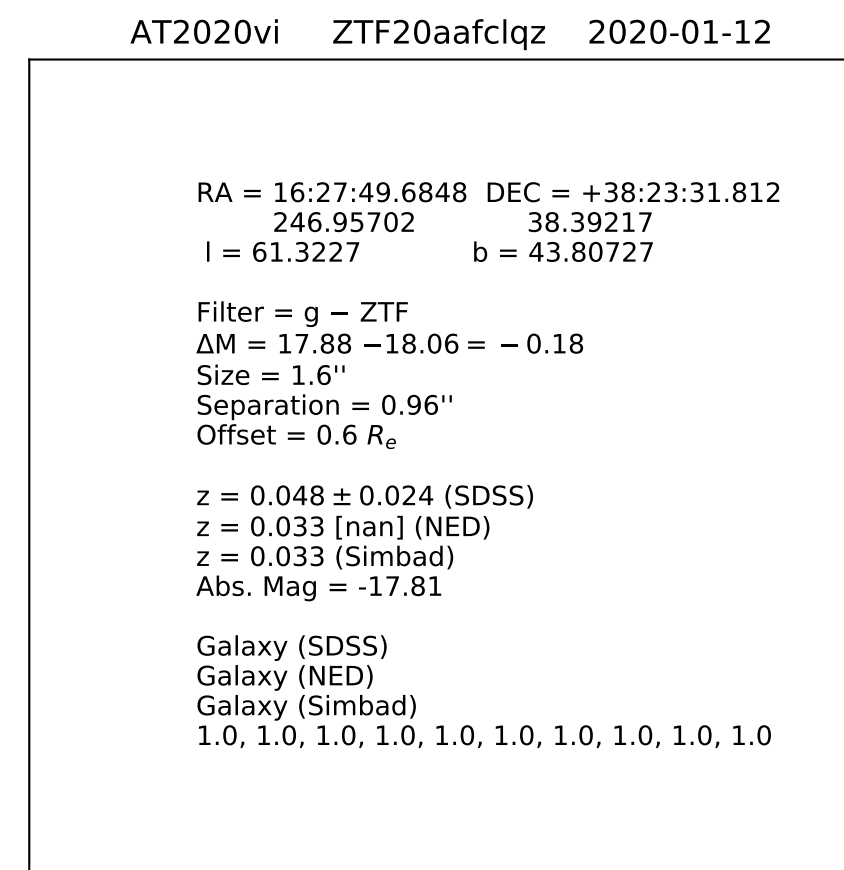 AT2020vi ZTF20aafclqz 2020-01-12
RA = 16:27:49.6848 DEC = +38:23:31.812
246.95702 38.39217
l = 61.3227 b = 43.80727
Filter = g − ZTF
ΔM = 17.88 −18.06 = − 0.18
Size = 1.6''
Separation = 0.96''
Offset = 0.6 Rₑ
z = 0.048 ± 0.024 (SDSS)
z = 0.033 [nan] (NED)
z = 0.033 (Simbad)
Abs. Mag = -17.81
Galaxy (SDSS)
Galaxy (NED)
Galaxy (Simbad)
1.0, 1.0, 1.0, 1.0, 1.0, 1.0, 1.0, 1.0, 1.0, 1.0